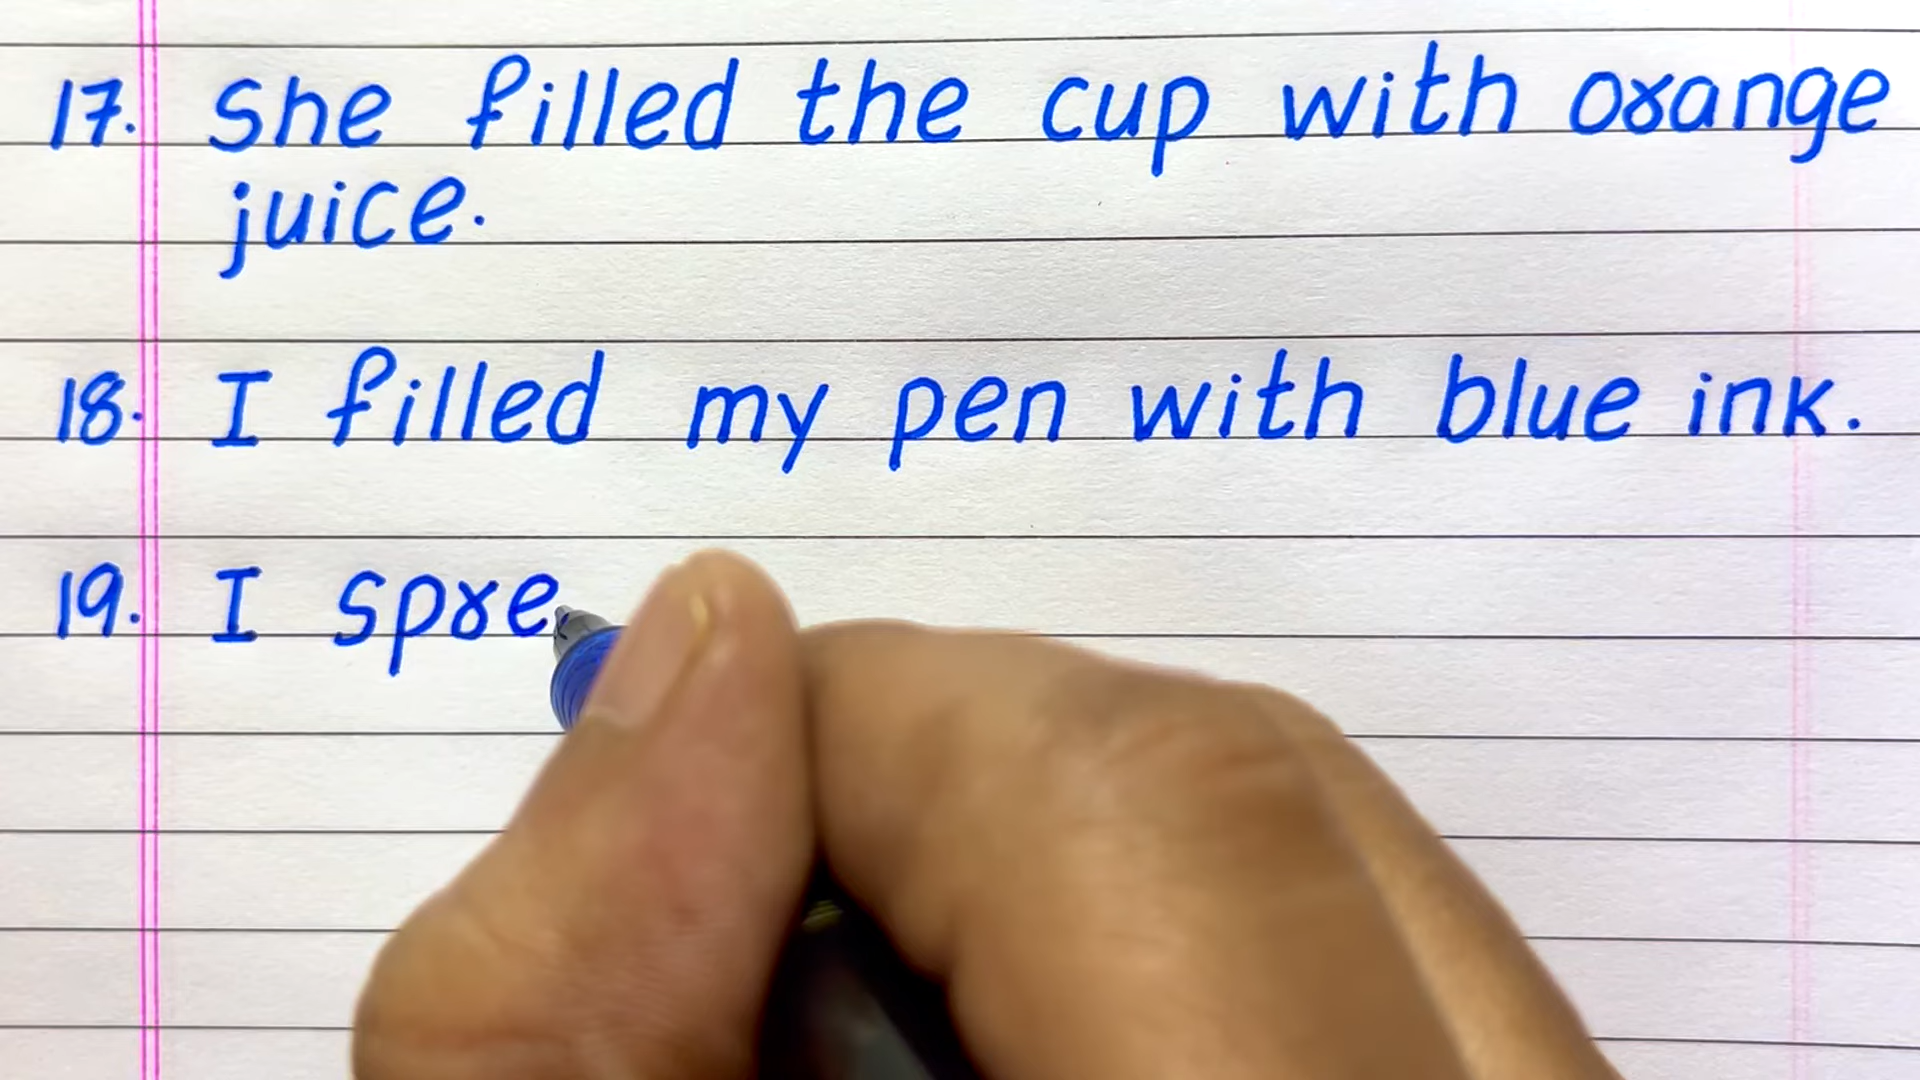 17. She filled the cup with orange
juice.
18. I filled my pen with blue ink.
19. I spre